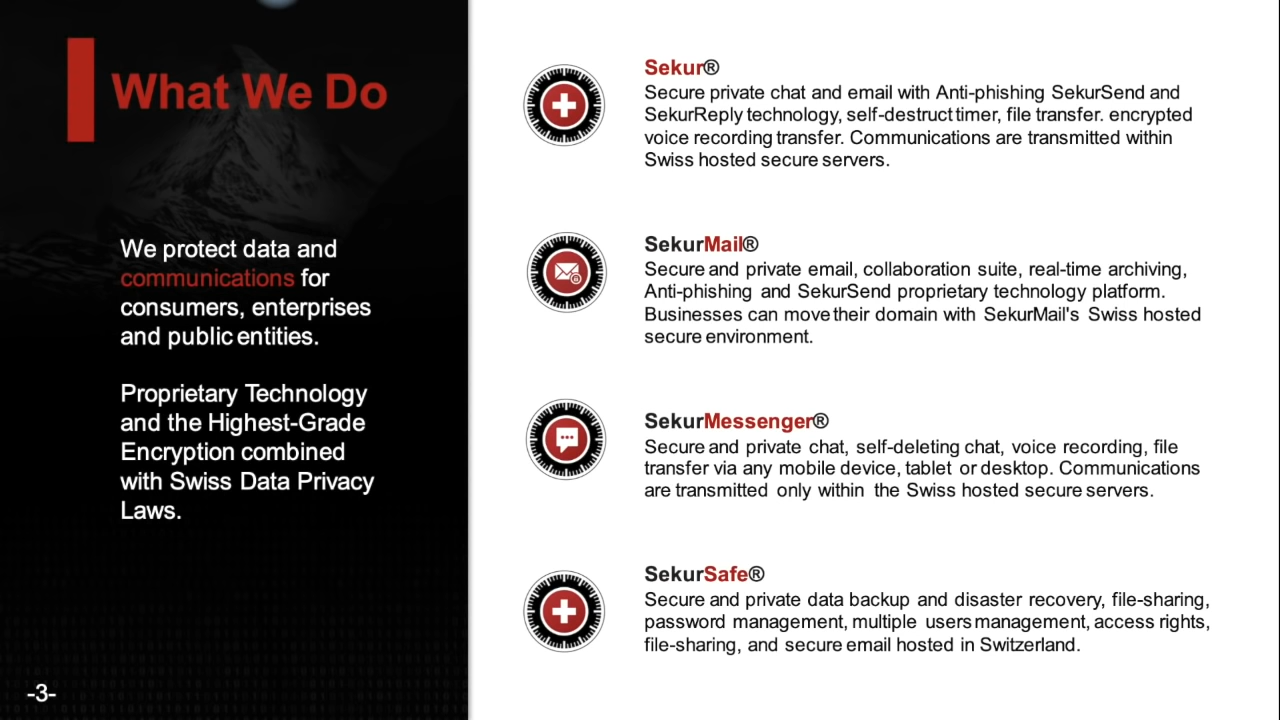 What We Do
We protect data and
communications for
consumers, enterprises
and public entities.
Proprietary Technology
and the Highest-Grade
Encryption combined
with Swiss Data Privacy
Laws.
-3-
Sekur®
Secure private chat and email with Anti-phishing SekurSend and
SekurReply technology, self-destruct timer, file transfer. encrypted
voice recording transfer. Communications are transmitted within
Swiss hosted secure servers.
SekurMail®
Secure and private email, collaboration suite, real-time archiving,
Anti-phishing and SekurSend proprietary technology platform.
Businesses can move their domain with SekurMail's Swiss hosted
secure environment.
SekurMessenger®
Secure and private chat, self-deleting chat, voice recording, file
transfer via any mobile device, tablet or desktop. Communications
are transmitted only within the Swiss hosted secure servers.
SekurSafe®
Secure and private data backup and disaster recovery, file-sharing,
password management, multiple users management, access rights,
file-sharing, and secure email hosted in Switzerland.